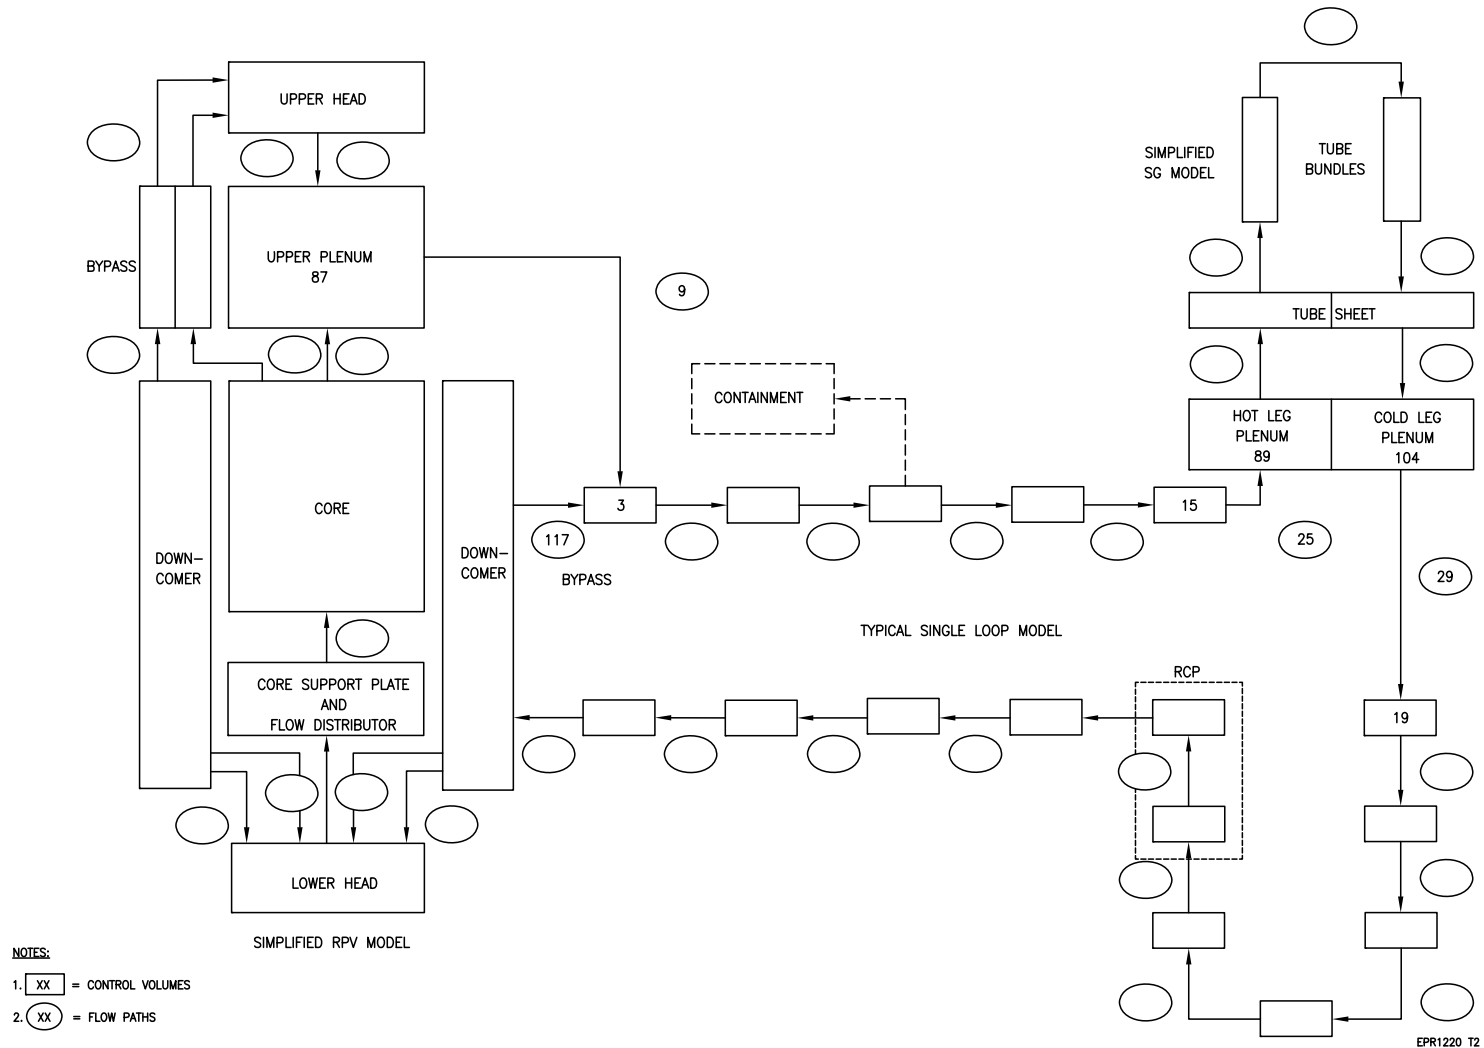 UPPER HEAD
SIMPLIFIED
SG MODEL
TUBE
BUNDLES
BYPASS
UPPER PLENUM
87
9
TUBE SHEET
CONTAINMENT
HOT LEG
PLENUM
89
COLD LEG
PLENUM
104
CORE
3
15
117
BYPASS
25
29
DOWN-
COMER
DOWN-
COMER
TYPICAL SINGLE LOOP MODEL
CORE SUPPORT PLATE
AND
FLOW DISTRIBUTOR
RCP
19
LOWER HEAD
SIMPLIFIED RPV MODEL
NOTES:
1. XX = CONTROL VOLUMES
2. XX = FLOW PATHS
EPR1220 T2